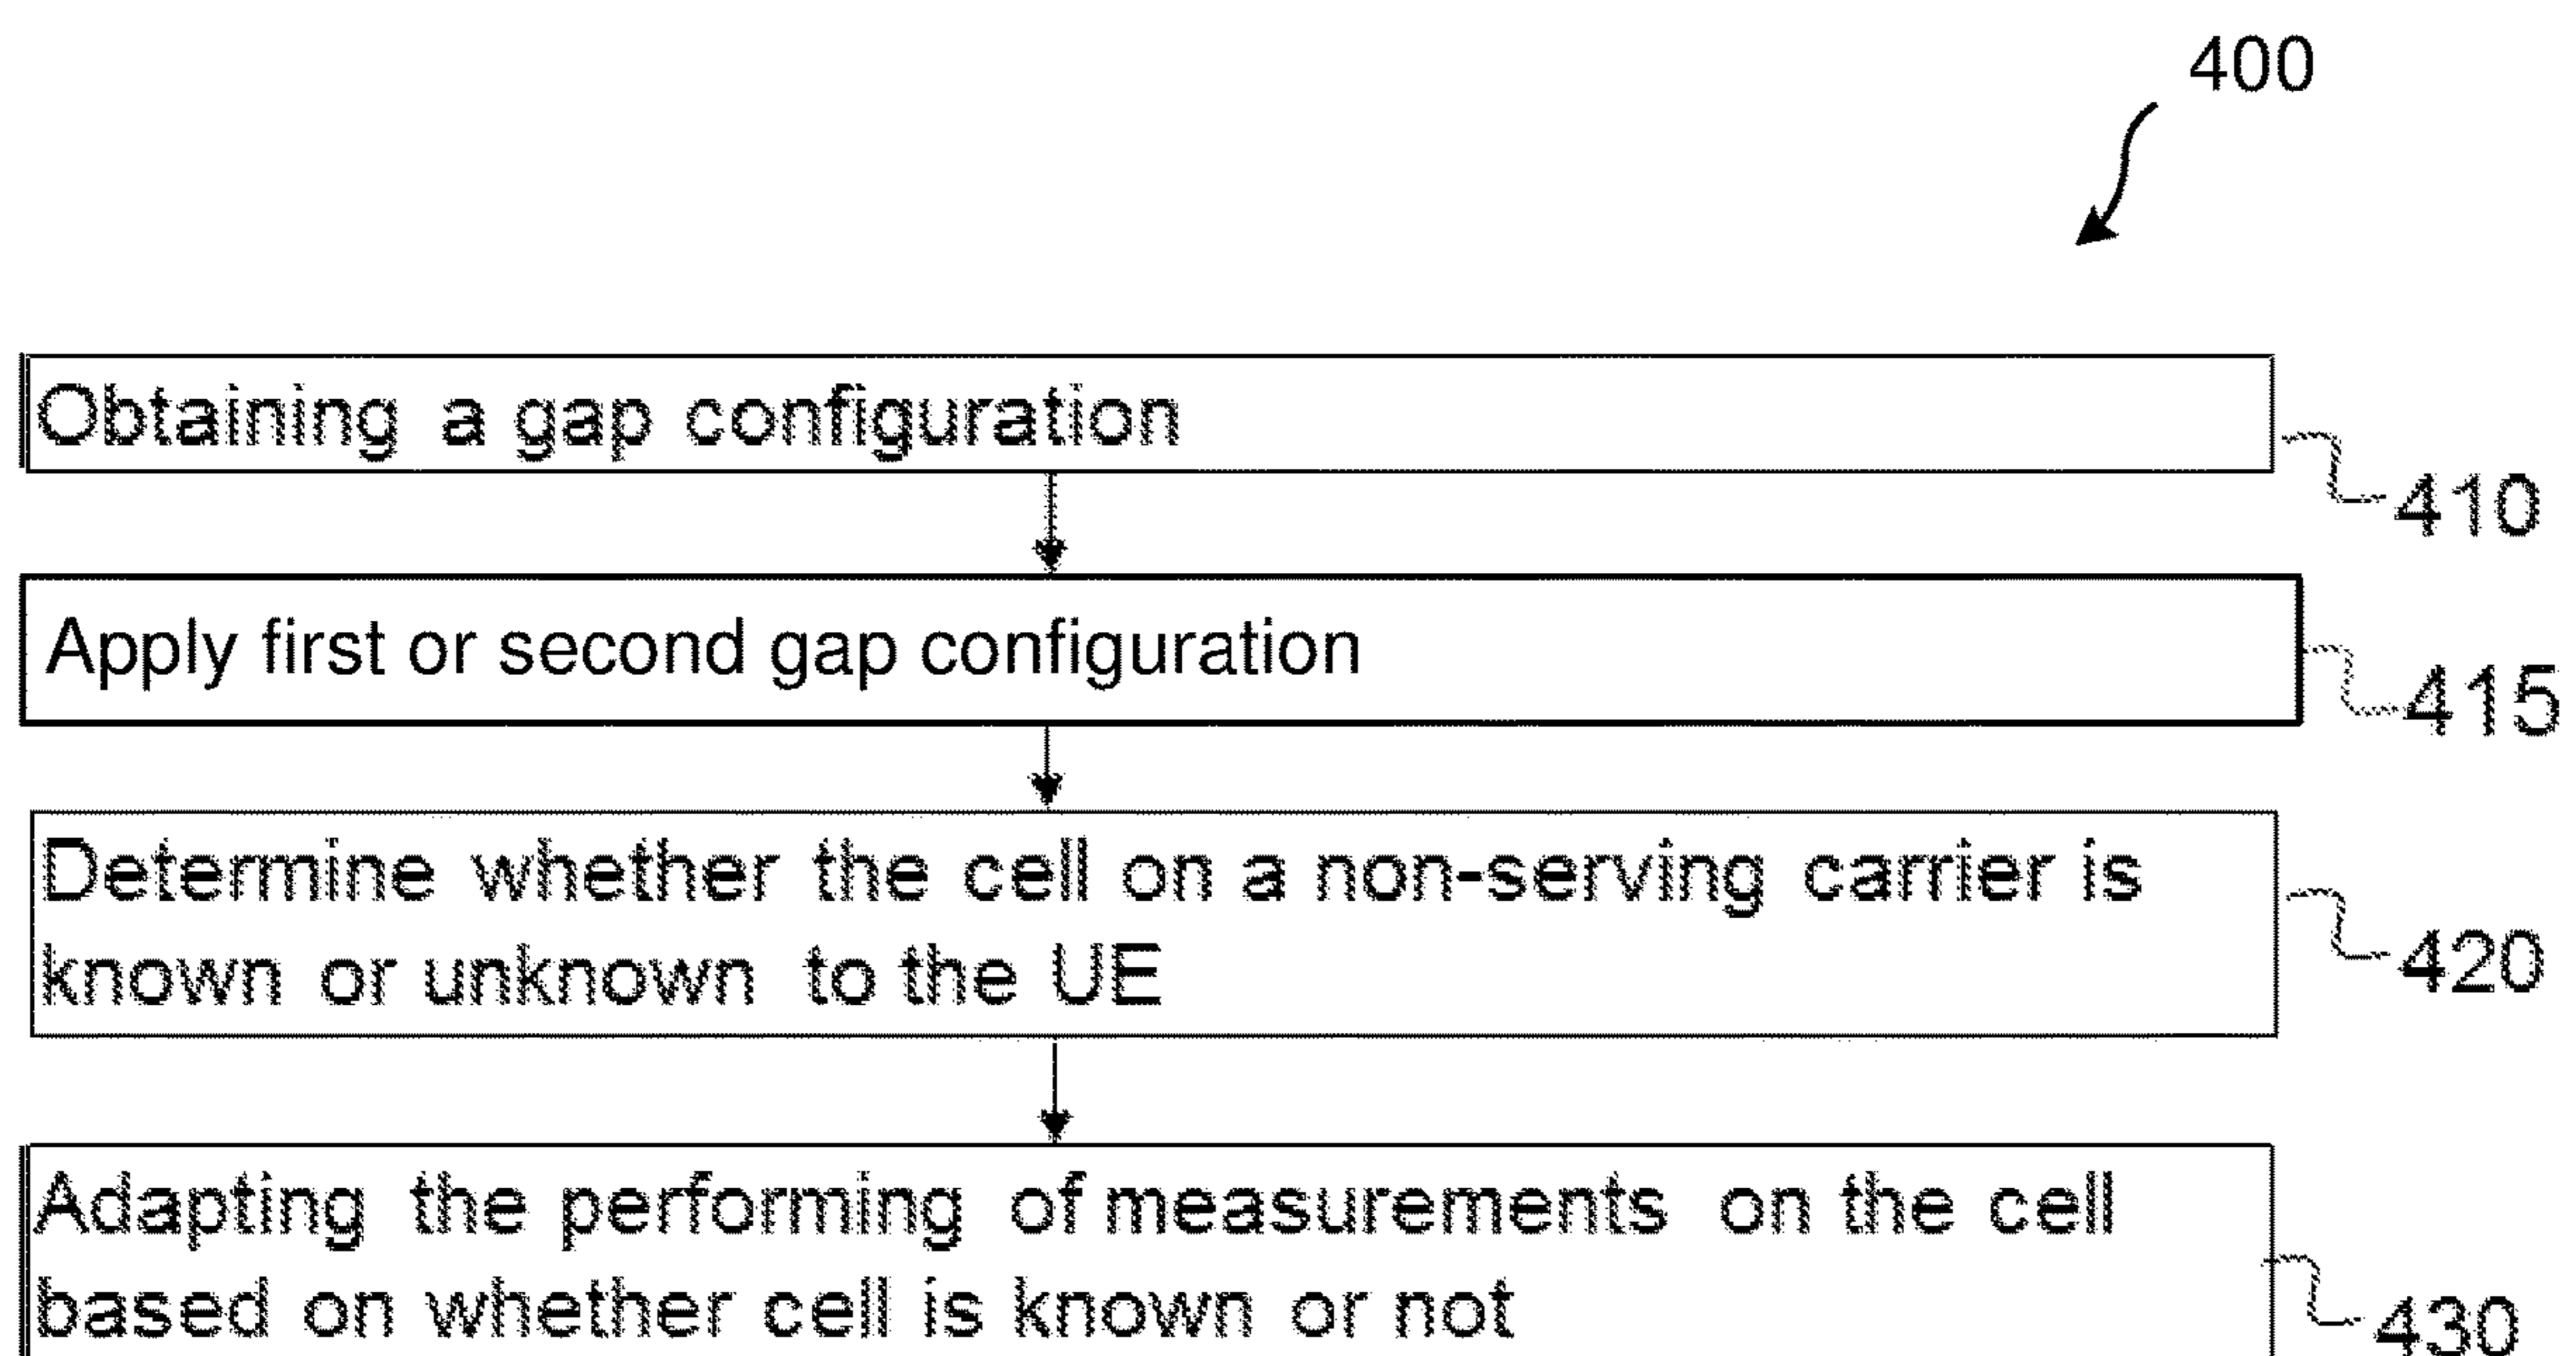 400
Obtaining a gap configuration
410
Apply first or second gap configuration
415
Determine whether the cell on a non-serving carrier is
known or unknown to the UE
420
Adapting the performing of measurements on the cell
based on whether cell is known or not
430